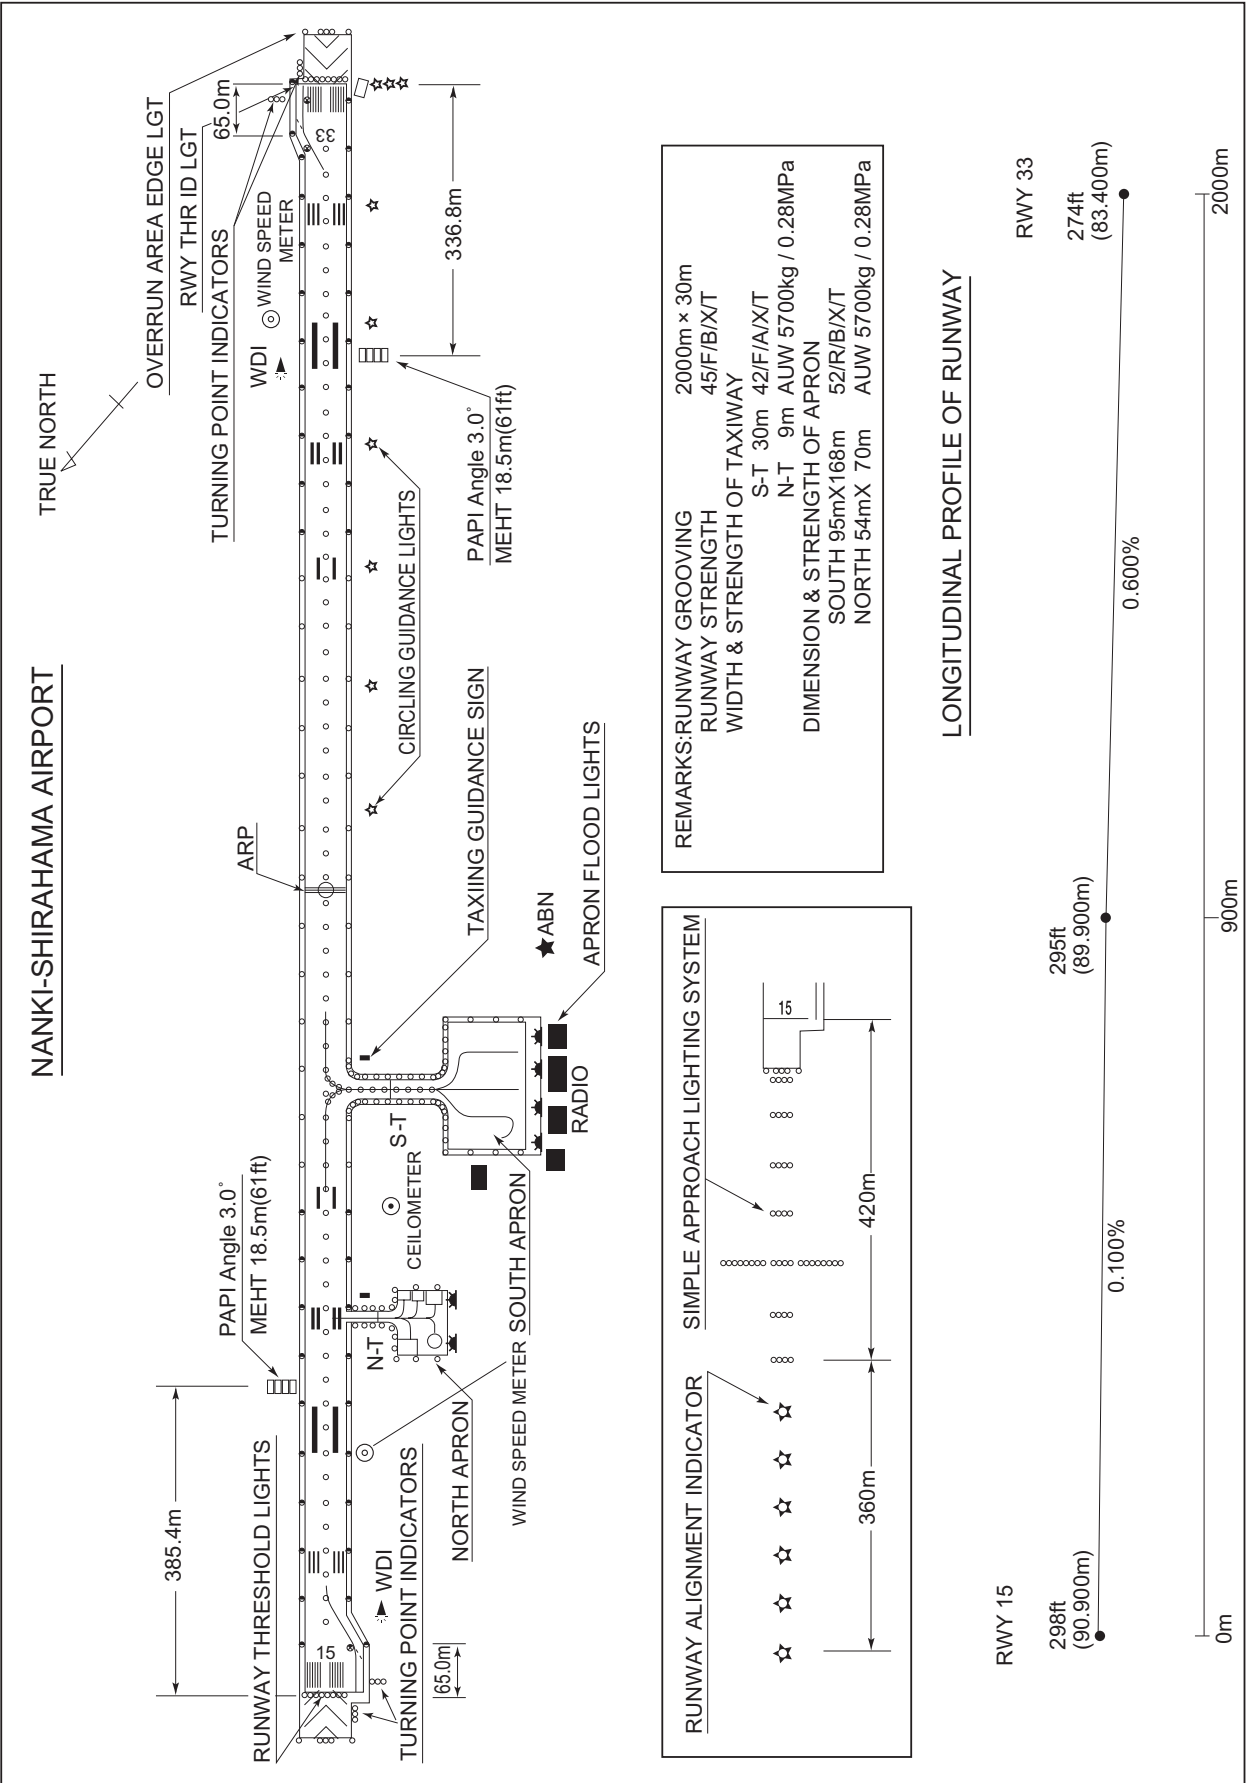 NANKI-SHIRAHAMA AIRPORT
TRUE NORTH
OVERRUN AREA EDGE LGT
RWY THR ID LGT
65.0m
TURNING POINT INDICATORS
WIND SPEED
METER
WDI
33
336.8m
PAPI Angle 3.0°
MEHT 18.5m(61ft)
CIRCLING GUIDANCE LIGHTS
ARP
TAXIING GUIDANCE SIGN
ABN
APRON FLOOD LIGHTS
RADIO
S-T
CEILOMETER
SOUTH APRON
PAPI Angle 3.0°
MEHT 18.5m(61ft)
N-T
NORTH APRON
WIND SPEED METER
385.4m
RUNWAY THRESHOLD LIGHTS
15
WDI
TURNING POINT INDICATORS
65.0m
SIMPLE APPROACH LIGHTING SYSTEM
15
420m
RUNWAY ALIGNMENT INDICATOR
360m
REMARKS:RUNWAY GROOVING 2000m × 30m
RUNWAY STRENGTH 45/F/B/X/T
WIDTH & STRENGTH OF TAXIWAY
S-T 30m 42/F/A/X/T
N-T 9m AUW 5700kg / 0.28MPa
DIMENSION & STRENGTH OF APRON
SOUTH 95mX168m 52/R/B/X/T
NORTH 54mX 70m AUW 5700kg / 0.28MPa
LONGITUDINAL PROFILE OF RUNWAY
RWY 15
298ft
(90.900m)
0.100%
295ft
(89.900m)
0.600%
RWY 33
274ft
(83.400m)
0m
900m
2000m